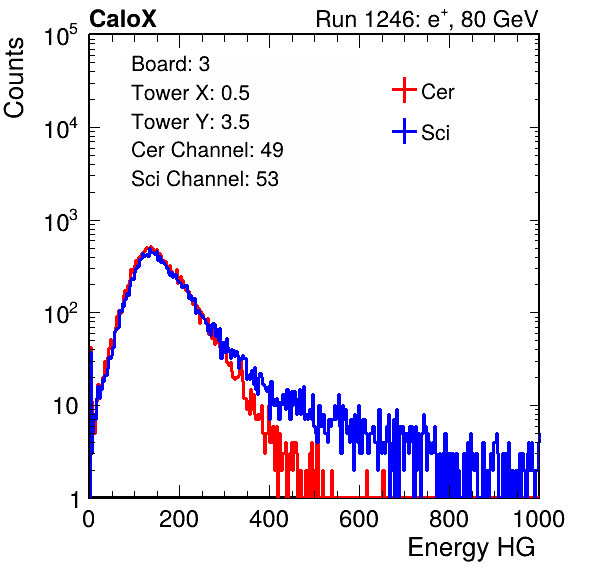 CaloX Run 1246: e⁺, 80 GeV
Counts
10⁵
10⁴
10³
10²
10
1
Board: 3
Tower X: 0.5
Tower Y: 3.5
Cer Channel: 49
Sci Channel: 53
Cer
Sci
0 200 400 600 800 1000
Energy HG